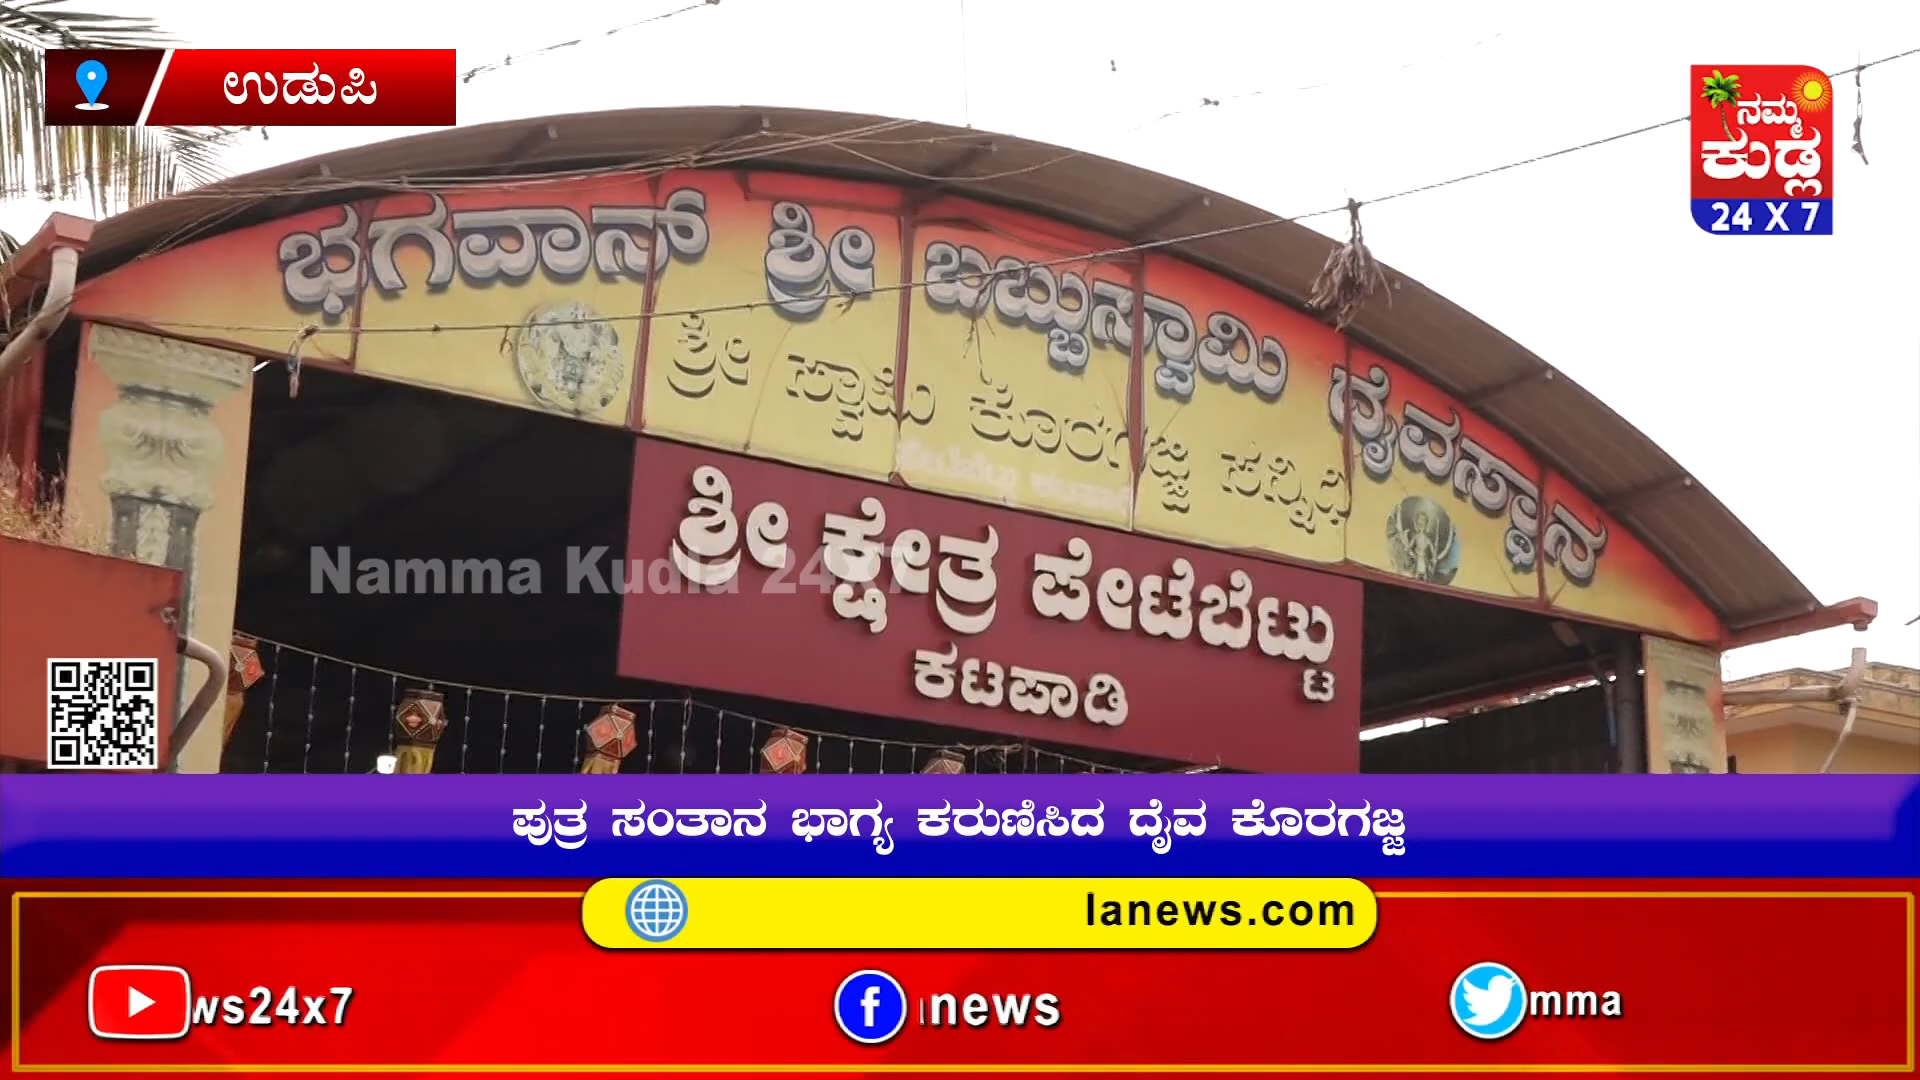 ಉಡುಪಿ
ನಮ್ಮ
ಕುಡ್ಲ
24 X 7
ಭಗವಾನ್ ಶ್ರೀ ಬಬ್ಬುಸ್ವಾಮಿ ಧೈವಸ್ಥಾನ
ಶ್ರೀ ಸ್ವಾಮಿ ಕೊರಗಜ್ಜ ಸನ್ನಿಧಿ
ಶ್ರೀ ಕ್ಷೇತ್ರ ಪೇಟೆಬೆಟ್ಟು
ಕಟಪಾಡಿ
Namma Kudla 24x7
ಪುತ್ರ ಸಂತಾನ ಭಾಗ್ಯ ಕರುಣಿಸಿದ ದೈವ ಕೊರಗಜ್ಜ
lanews.com
ws24x7
news
mma